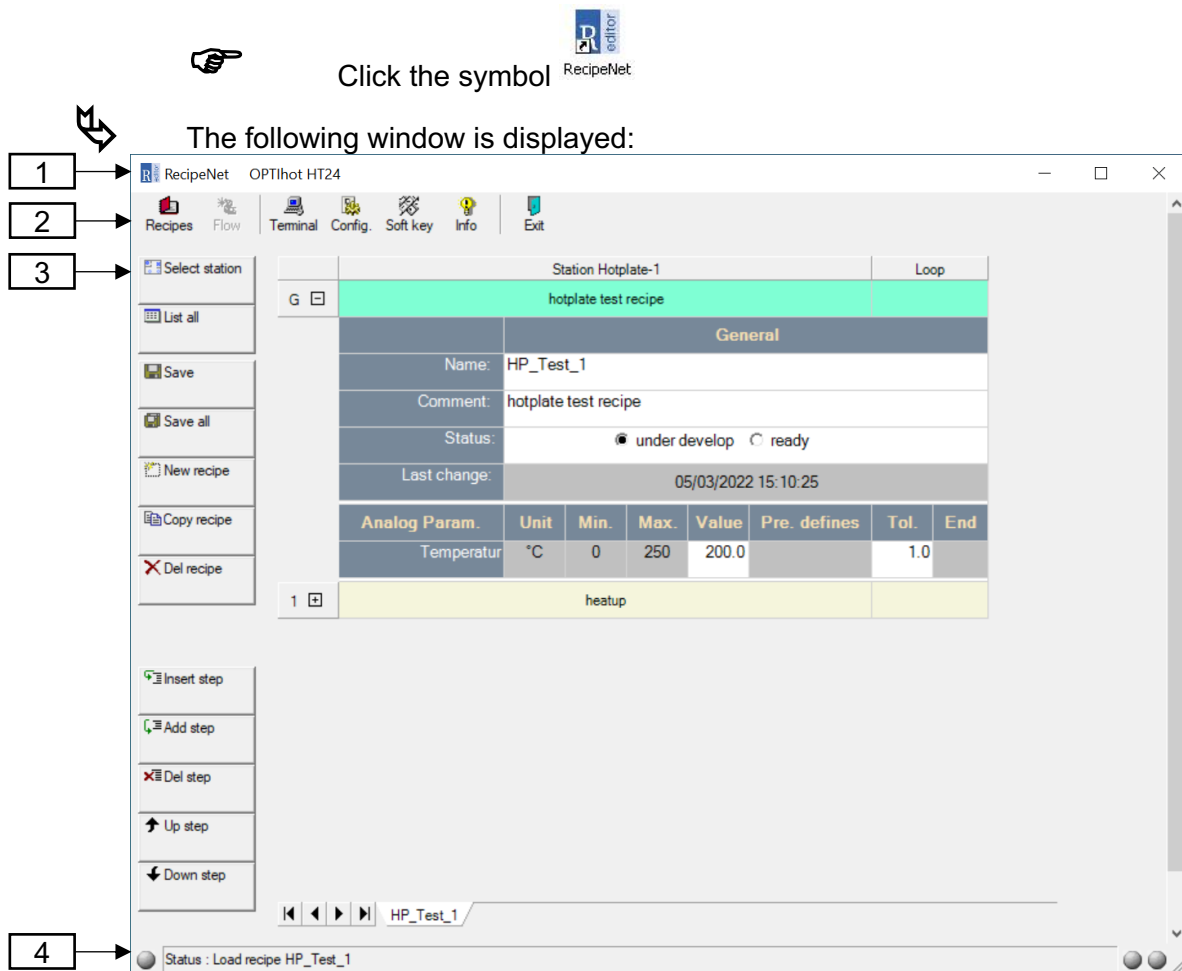 R editor
RecipeNet
Click the symbol
The following window is displayed:
1
RecipeNet OPTIhot HT24
2
Recipes Flow Terminal Config. Soft key Info Exit
3
Select station
List all
Save
Save all
New recipe
Copy recipe
Del recipe
Insert step
Add step
Del step
Up step
Down step
Station Hotplate-1 Loop
G hotplate test recipe
General
Name: HP_Test_1
Comment: hotplate test recipe
Status: under develop ready
Last change: 05/03/2022 15:10:25
Analog Param. Unit Min. Max. Value Pre. defines Tol. End
Temperatur °C 0 250 200.0 1.0
1 heatup
HP_Test_1
4
Status : Load recipe HP_Test_1